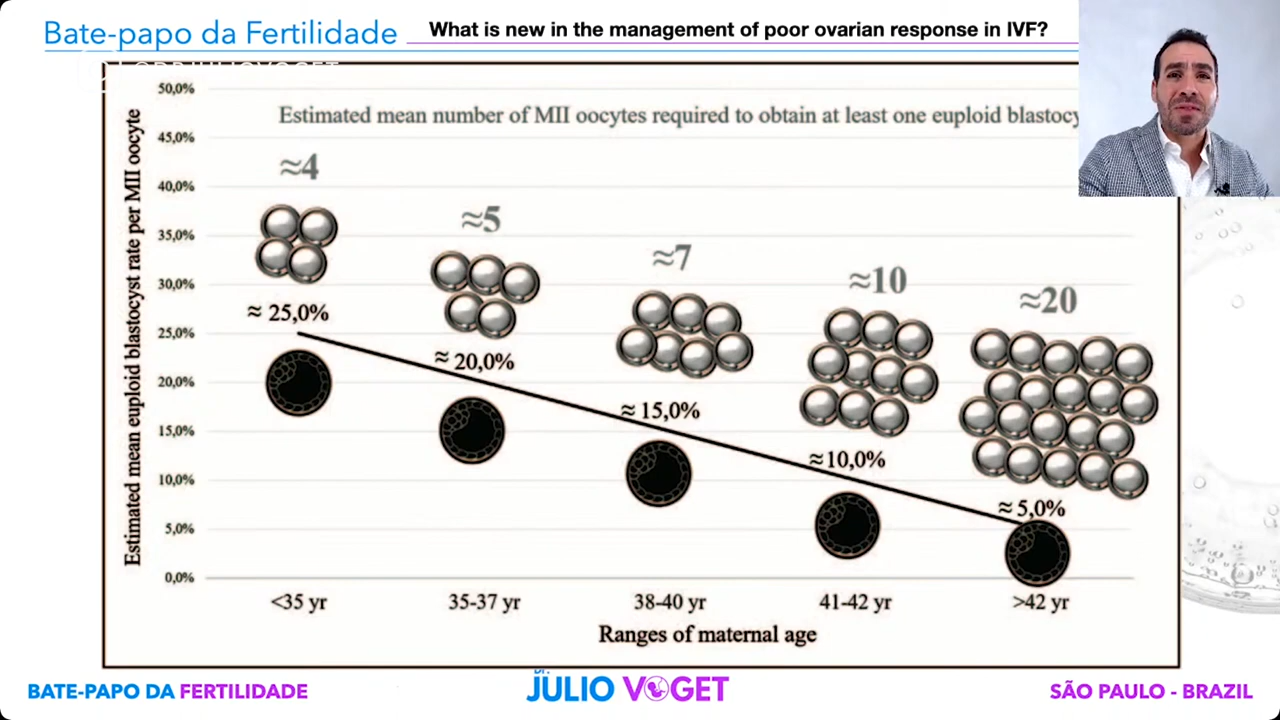 Bate-papo da Fertilidade
What is new in the management of poor ovarian response in IVF?
Estimated mean number of MII oocytes required to obtain at least one euploid
Estimated mean euploid blastocyst rate per MII oocyte
50,0%
45,0%
40,0%
35,0%
30,0%
25,0%
20,0%
15,0%
10,0%
5,0%
0,0%
≈4
≈5
≈7
≈10
≈20
≈ 25,0%
≈ 20,0%
≈ 15,0%
≈10,0%
≈ 5,0%
<35 yr
35-37 yr
38-40 yr
41-42 yr
>42 yr
Ranges of maternal age
BATE-PAPO DA FERTILIDADE
JULIO VOGET
SÃO PAULO - BRAZIL